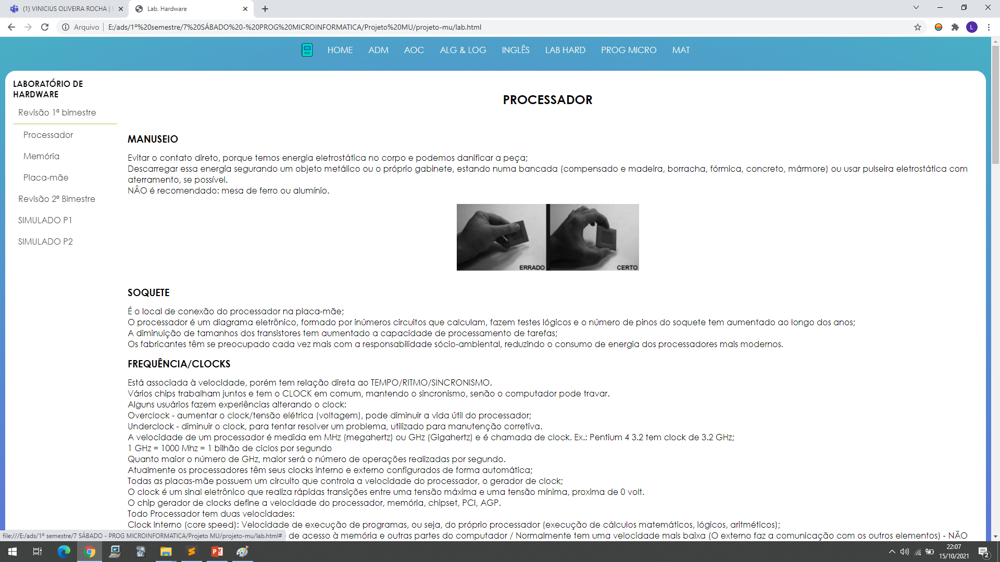 (1) VINICIUS OLIVEIRA ROCHA |
Lab. Hardware
Arquivo | E:/ads/1º%20semestre/7%20SÁBADO%20-%20PROG%20MICROINFORMATICA/Projeto%20MU/projeto-mu/lab.html
L
HOME ADM AOC ALG & LOG INGLÊS LAB HARD PROG MICRO MAT
LABORATÓRIO DE
HARDWARE
Revisão 1º bimestre
Processador
Memória
Placa-mãe
Revisão 2º Bimestre
SIMULADO P1
SIMULADO P2
PROCESSADOR
MANUSEIO
Evitar o contato direto, porque temos energia eletrostática no corpo e podemos danificar a peça;
Descarregar essa energia segurando um objeto metálico ou o próprio gabinete, estando numa bancada (compensado e madeira, borracha, fórmica, concreto, mármore) ou usar pulseira eletrostática com
aterramento, se possível.
NÃO é recomendado: mesa de ferro ou alumínio.
ERRADO CERTO
SOQUETE
É o local de conexão do processador na placa-mãe;
O processador é um diagrama eletrônico, formado por inúmeros circuitos que calculam, fazem testes lógicos e o número de pinos do soquete tem aumentado ao longo dos anos;
A diminuição de tamanhos dos transistores tem aumentado a capacidade de processamento de tarefas;
Os fabricantes têm se preocupado cada vez mais com a responsabilidade sócio-ambiental, reduzindo o consumo de energia dos processadores mais modernos.
FREQUÊNCIA/CLOCKS
Está associada à velocidade, porém tem relação direta ao TEMPO/RITMO/SINCRONISMO.
Vários chips trabalham juntos e tem o CLOCK em comum, mantendo o sincronismo, senão o computador pode travar.
Alguns usuários fazem experiências alterando o clock:
Overclock - aumentar o clock/tensão elétrica (voltagem), pode diminuir a vida útil do processador;
Underclock - diminuir o clock, para tentar resolver um problema, utilizado para manutenção corretiva.
A velocidade de um processador é medida em MHz (megahertz) ou GHz (Gigahertz) e é chamada de clock. Ex.: Pentium 4 3.2 tem clock de 3.2 GHz;
1 GHz = 1000 Mhz = 1 bilhão de ciclos por segundo
Quanto maior o número de GHz, maior será o número de operações realizadas por segundo.
Atualmente os processadores têm seus clocks interno e externo configurados de forma automática;
Todas as placas-mãe possuem um circuito que controla a velocidade do processador, o gerador de clock;
O clock é um sinal eletrônico que realiza rápidas transições entre uma tensão máxima e uma tensão mínima, proxima de 0 volt.
O chip gerador de clocks define a velocidade do processador, memória, chipset, PCI, AGP.
Todo Processador tem duas velocidades:
Clock Interno (core speed): Velocidade de execução de programas, ou seja, do próprio processador (execução de cálculos matemáticos, lógicos, aritméticos);
de acesso à memória e outras partes do computador / Normalmente tem uma velocidade mais baixa (O externo faz a comunicação com os outros elementos) - NÃO
file:///E:/ads/1º semestre/7 SÁBADO - PROG MICROINFORMATICA/Projeto MU/projeto-mu/lab.html#
22:07
15/10/2021
2